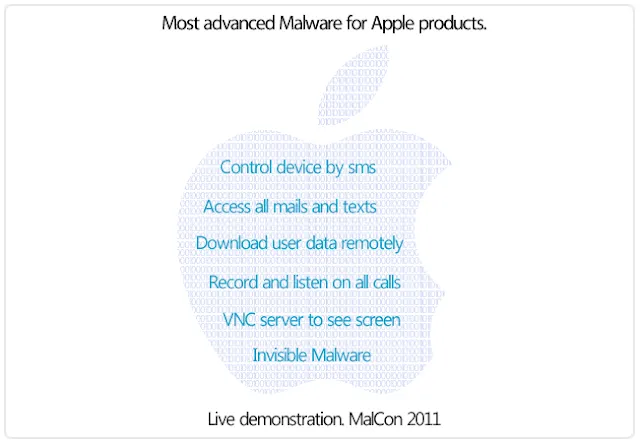 Most advanced Malware for Apple products.
Control device by sms
Access all mails and texts
Download user data remotely
Record and listen on all calls
VNC server to see screen
Invisible Malware
Live demonstration. MalCon 2011